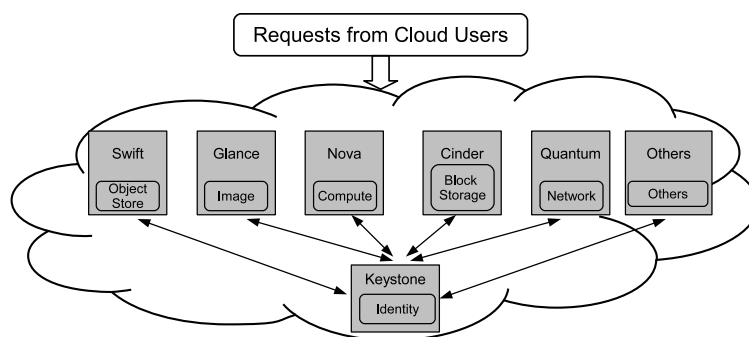 Requests from Cloud Users
Swift
Glance
Nova
Cinder
Quantum
Others
Object
Store
Image
Compute
Block
Storage
Network
Others
Keystone
Identity